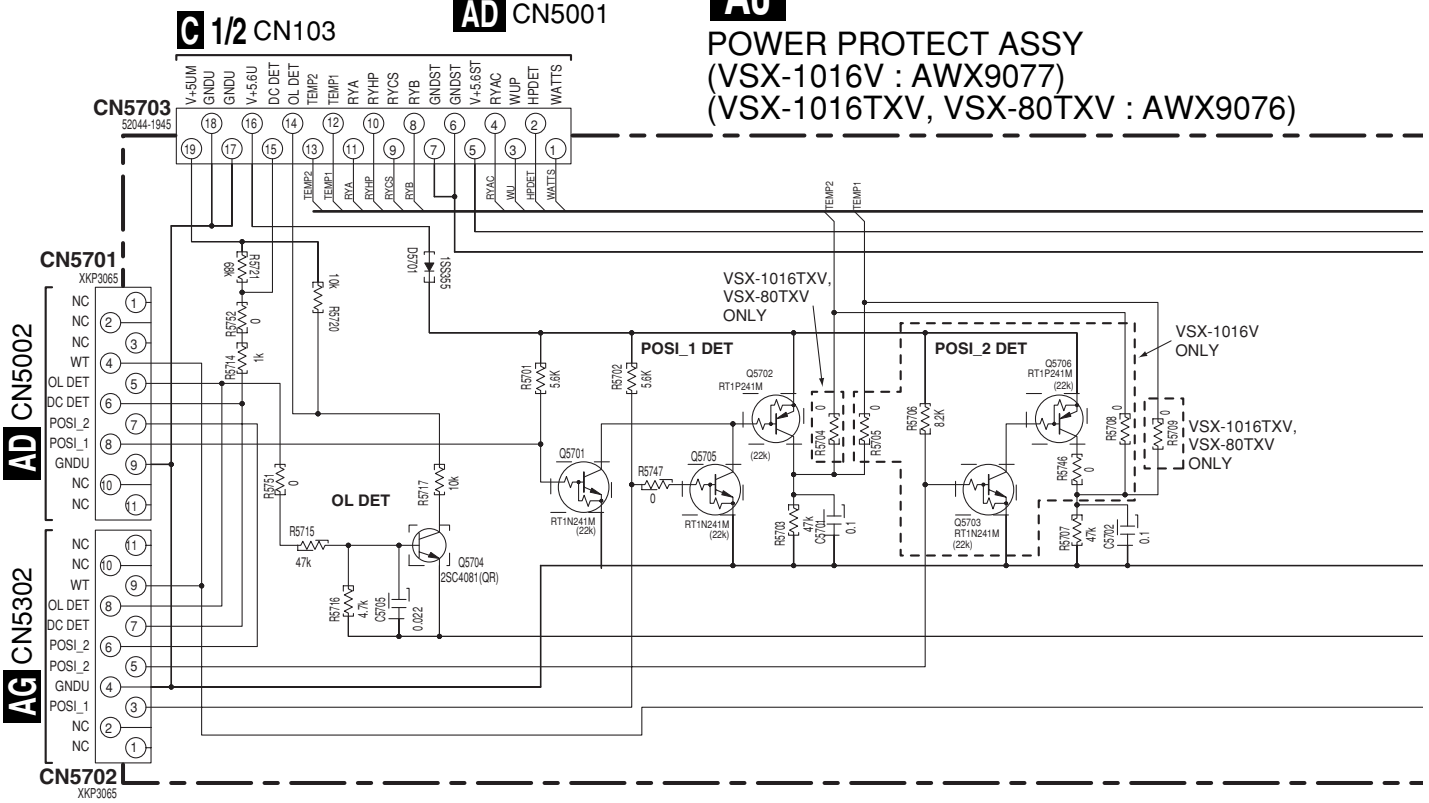 AD CN5001
C 1/2 CN103
POWER PROTECT ASSY
(VSX-1016V : AWX9077)
(VSX-1016TXV, VSX-80TXV : AWX9076)
V+5UM
GNDU
GNDU
V+5.6U
DC DET
OL DET
TEMP2
TEMP1
RYA
RYHP
RYCS
RYB
GNDST
GNDST
V+5.6ST
RYAC
WUP
HPDET
WATTS
CN5703
52044-1945
18 16 14 12 10 8 6 4 2
19 17 15 13 11 9 7 5 3 1
TEMP2
TEMP1
RYA
RYHP
RYCS
RYB
RYAC
WU
HPDET
WATTS
TEMP2
TEMP1
CN5701
XKP3065
AD CN5002
NC 1
NC 2
NC 3
WT 4
OL DET 5
DC DET 6
POSI_2 7
POSI_1 8
GNDU 9
NC 10
NC 11
R5721
68k
R5752
0
R5714
1k
10k
R5720
D5701
1SS355
R5751
0
OL DET
R5717
10k
R5715
47k
R5716
4.7k
C5705
0.022
Q5704
2SC4081(QR)
R5701
5.6K
R5702
5.6K
POSI_1 DET
Q5702
RT1P241M
(22k)
Q5701
RT1N241M
(22k)
R5747
0
Q5705
RT1N241M
(22k)
VSX-1016TXV,
VSX-80TXV
ONLY
R5704
0
R5705
0
R5703
47k
C5701
0.1
POSI_2 DET
R5706
8.2K
Q5706
RT1P241M
(22k)
Q5703
RT1N241M
(22k)
R5746
0
R5708
0
R5709
0
R5707
47k
C5702
0.1
VSX-1016V
ONLY
VSX-1016TXV,
VSX-80TXV
ONLY
AG CN5302
NC 11
NC 10
WT 9
OL DET 8
DC DET 7
POSI_2 6
POSI_2 5
GNDU 4
POSI_1 3
NC 2
NC 1
CN5702
XKP3065